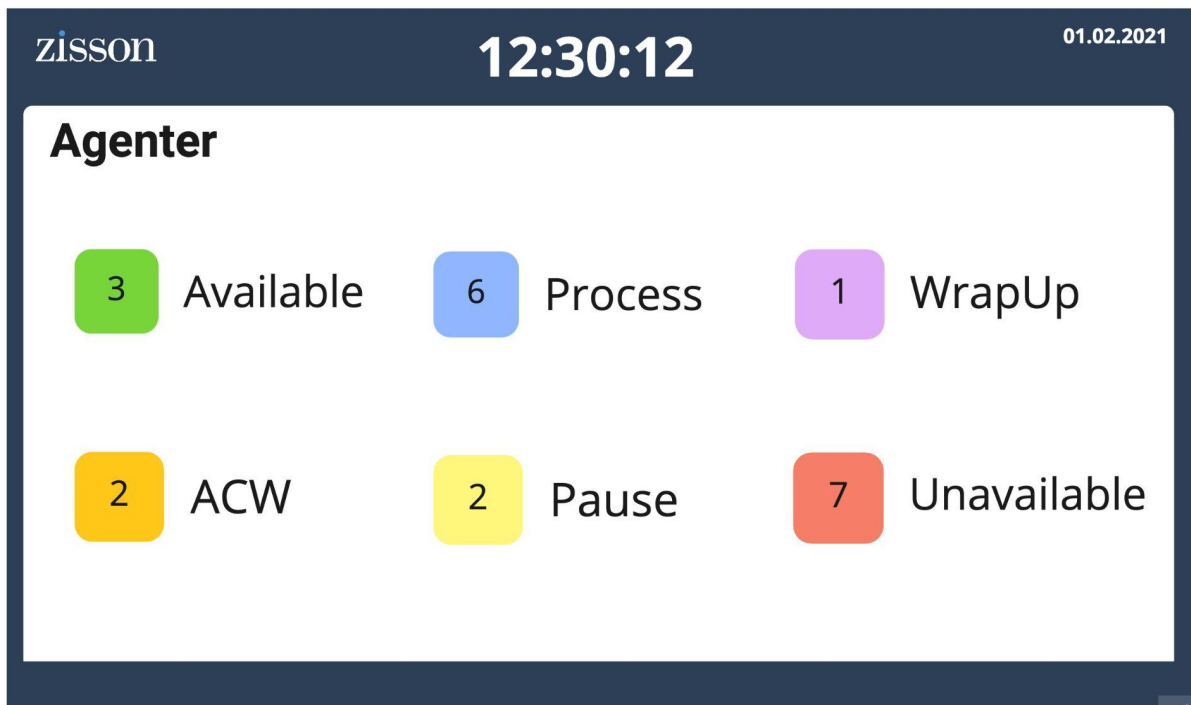 zisson
12:30:12
01.02.2021
Agenter
3 Available
6 Process
1 WrapUp
2 ACW
2 Pause
7 Unavailable